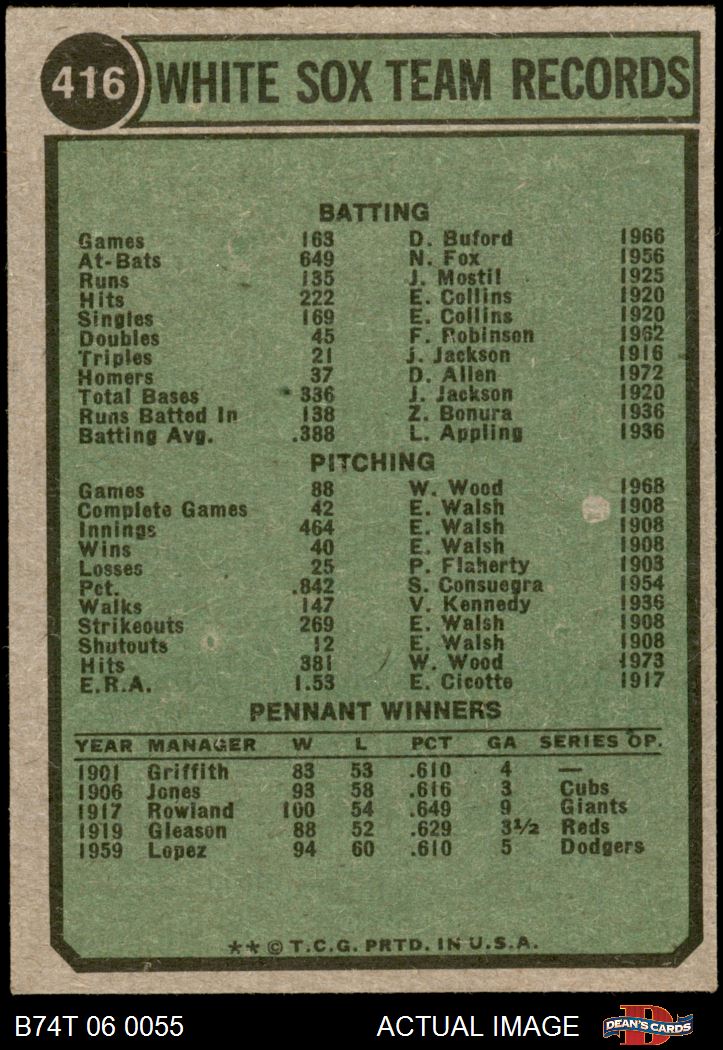 416 WHITE SOX TEAM RECORDS
BATTING
Games 163 D. Buford 1966
At-Bats 649 N. Fox 1956
Runs 135 J. Mostil 1925
Hits 222 E. Collins 1920
Singles 169 E. Collins 1920
Doubles 45 F. Robinson 1962
Triples 21 J. Jackson 1916
Homers 37 D. Allen 1972
Total Bases 336 J. Jackson 1920
Runs Batted In 138 Z. Bonura 1936
Batting Avg. .388 L. Appling 1936
PITCHING
Games 88 W. Wood 1968
Complete Games 42 E. Walsh 1908
Innings 464 E. Walsh 1908
Wins 40 E. Walsh 1908
Losses 25 P. Flaherty 1903
Pct. .842 S. Consuegra 1954
Walks 147 V. Kennedy 1936
Strikeouts 269 E. Walsh 1908
Shutouts 12 E. Walsh 1908
Hits 381 W. Wood 1973
E.R.A. 1.53 E. Cicotte 1917
PENNANT WINNERS
YEAR MANAGER W L PCT GA SERIES OP.
1901 Griffith 83 53 .610 4 —
1906 Jones 93 58 .616 3 Cubs
1917 Rowland 100 54 .649 9 Giants
1919 Gleason 88 52 .629 3½ Reds
1959 Lopez 94 60 .610 5 Dodgers
** © T.C.G. PRTD. IN U.S.A.
B74T 06 0055 ACTUAL IMAGE D DEAN'S CARDS